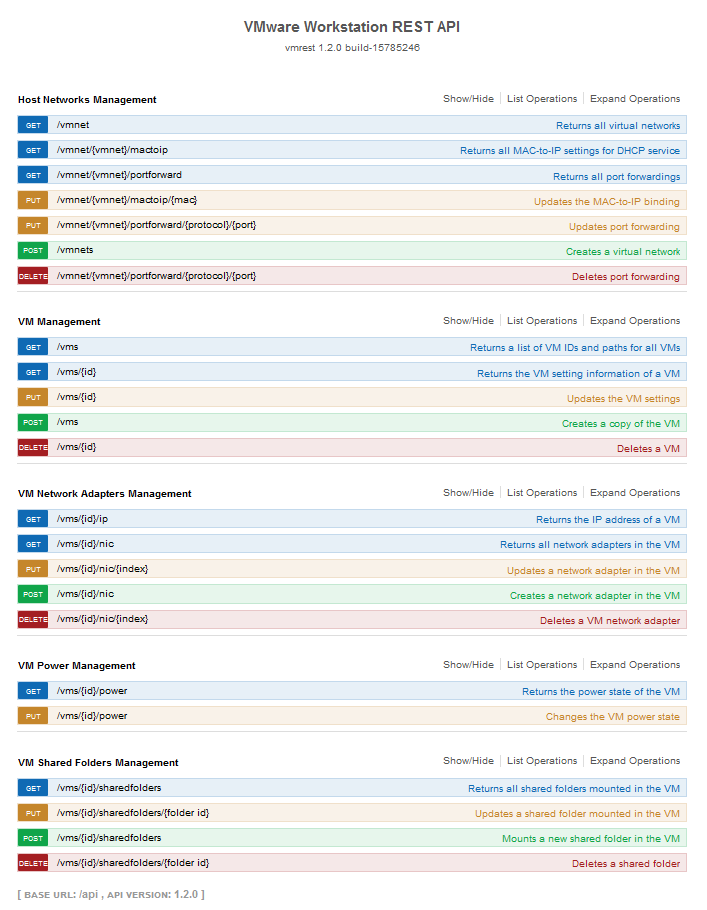 VMware Workstation REST API
vmrest 1.2.0 build-15785246
Host Networks Management Show/Hide List Operations Expand Operations
GET /vmnet Returns all virtual networks
GET /vmnet/{vmnet}/mactoip Returns all MAC-to-IP settings for DHCP service
GET /vmnet/{vmnet}/portforward Returns all port forwardings
PUT /vmnet/{vmnet}/mactoip/{mac} Updates the MAC-to-IP binding
PUT /vmnet/{vmnet}/portforward/{protocol}/{port} Updates port forwarding
POST /vmnets Creates a virtual network
DELETE /vmnet/{vmnet}/portforward/{protocol}/{port} Deletes port forwarding
VM Management Show/Hide List Operations Expand Operations
GET /vms Returns a list of VM IDs and paths for all VMs
GET /vms/{id} Returns the VM setting information of a VM
PUT /vms/{id} Updates the VM settings
POST /vms Creates a copy of the VM
DELETE /vms/{id} Deletes a VM
VM Network Adapters Management Show/Hide List Operations Expand Operations
GET /vms/{id}/ip Returns the IP address of a VM
GET /vms/{id}/nic Returns all network adapters in the VM
PUT /vms/{id}/nic/{index} Updates a network adapter in the VM
POST /vms/{id}/nic Creates a network adapter in the VM
DELETE /vms/{id}/nic/{index} Deletes a VM network adapter
VM Power Management Show/Hide List Operations Expand Operations
GET /vms/{id}/power Returns the power state of the VM
PUT /vms/{id}/power Changes the VM power state
VM Shared Folders Management Show/Hide List Operations Expand Operations
GET /vms/{id}/sharedfolders Returns all shared folders mounted in the VM
PUT /vms/{id}/sharedfolders/{folder id} Updates a shared folder mounted in the VM
POST /vms/{id}/sharedfolders Mounts a new shared folder in the VM
DELETE /vms/{id}/sharedfolders/{folder id} Deletes a shared folder
[ BASE URL: /api , API VERSION: 1.2.0 ]